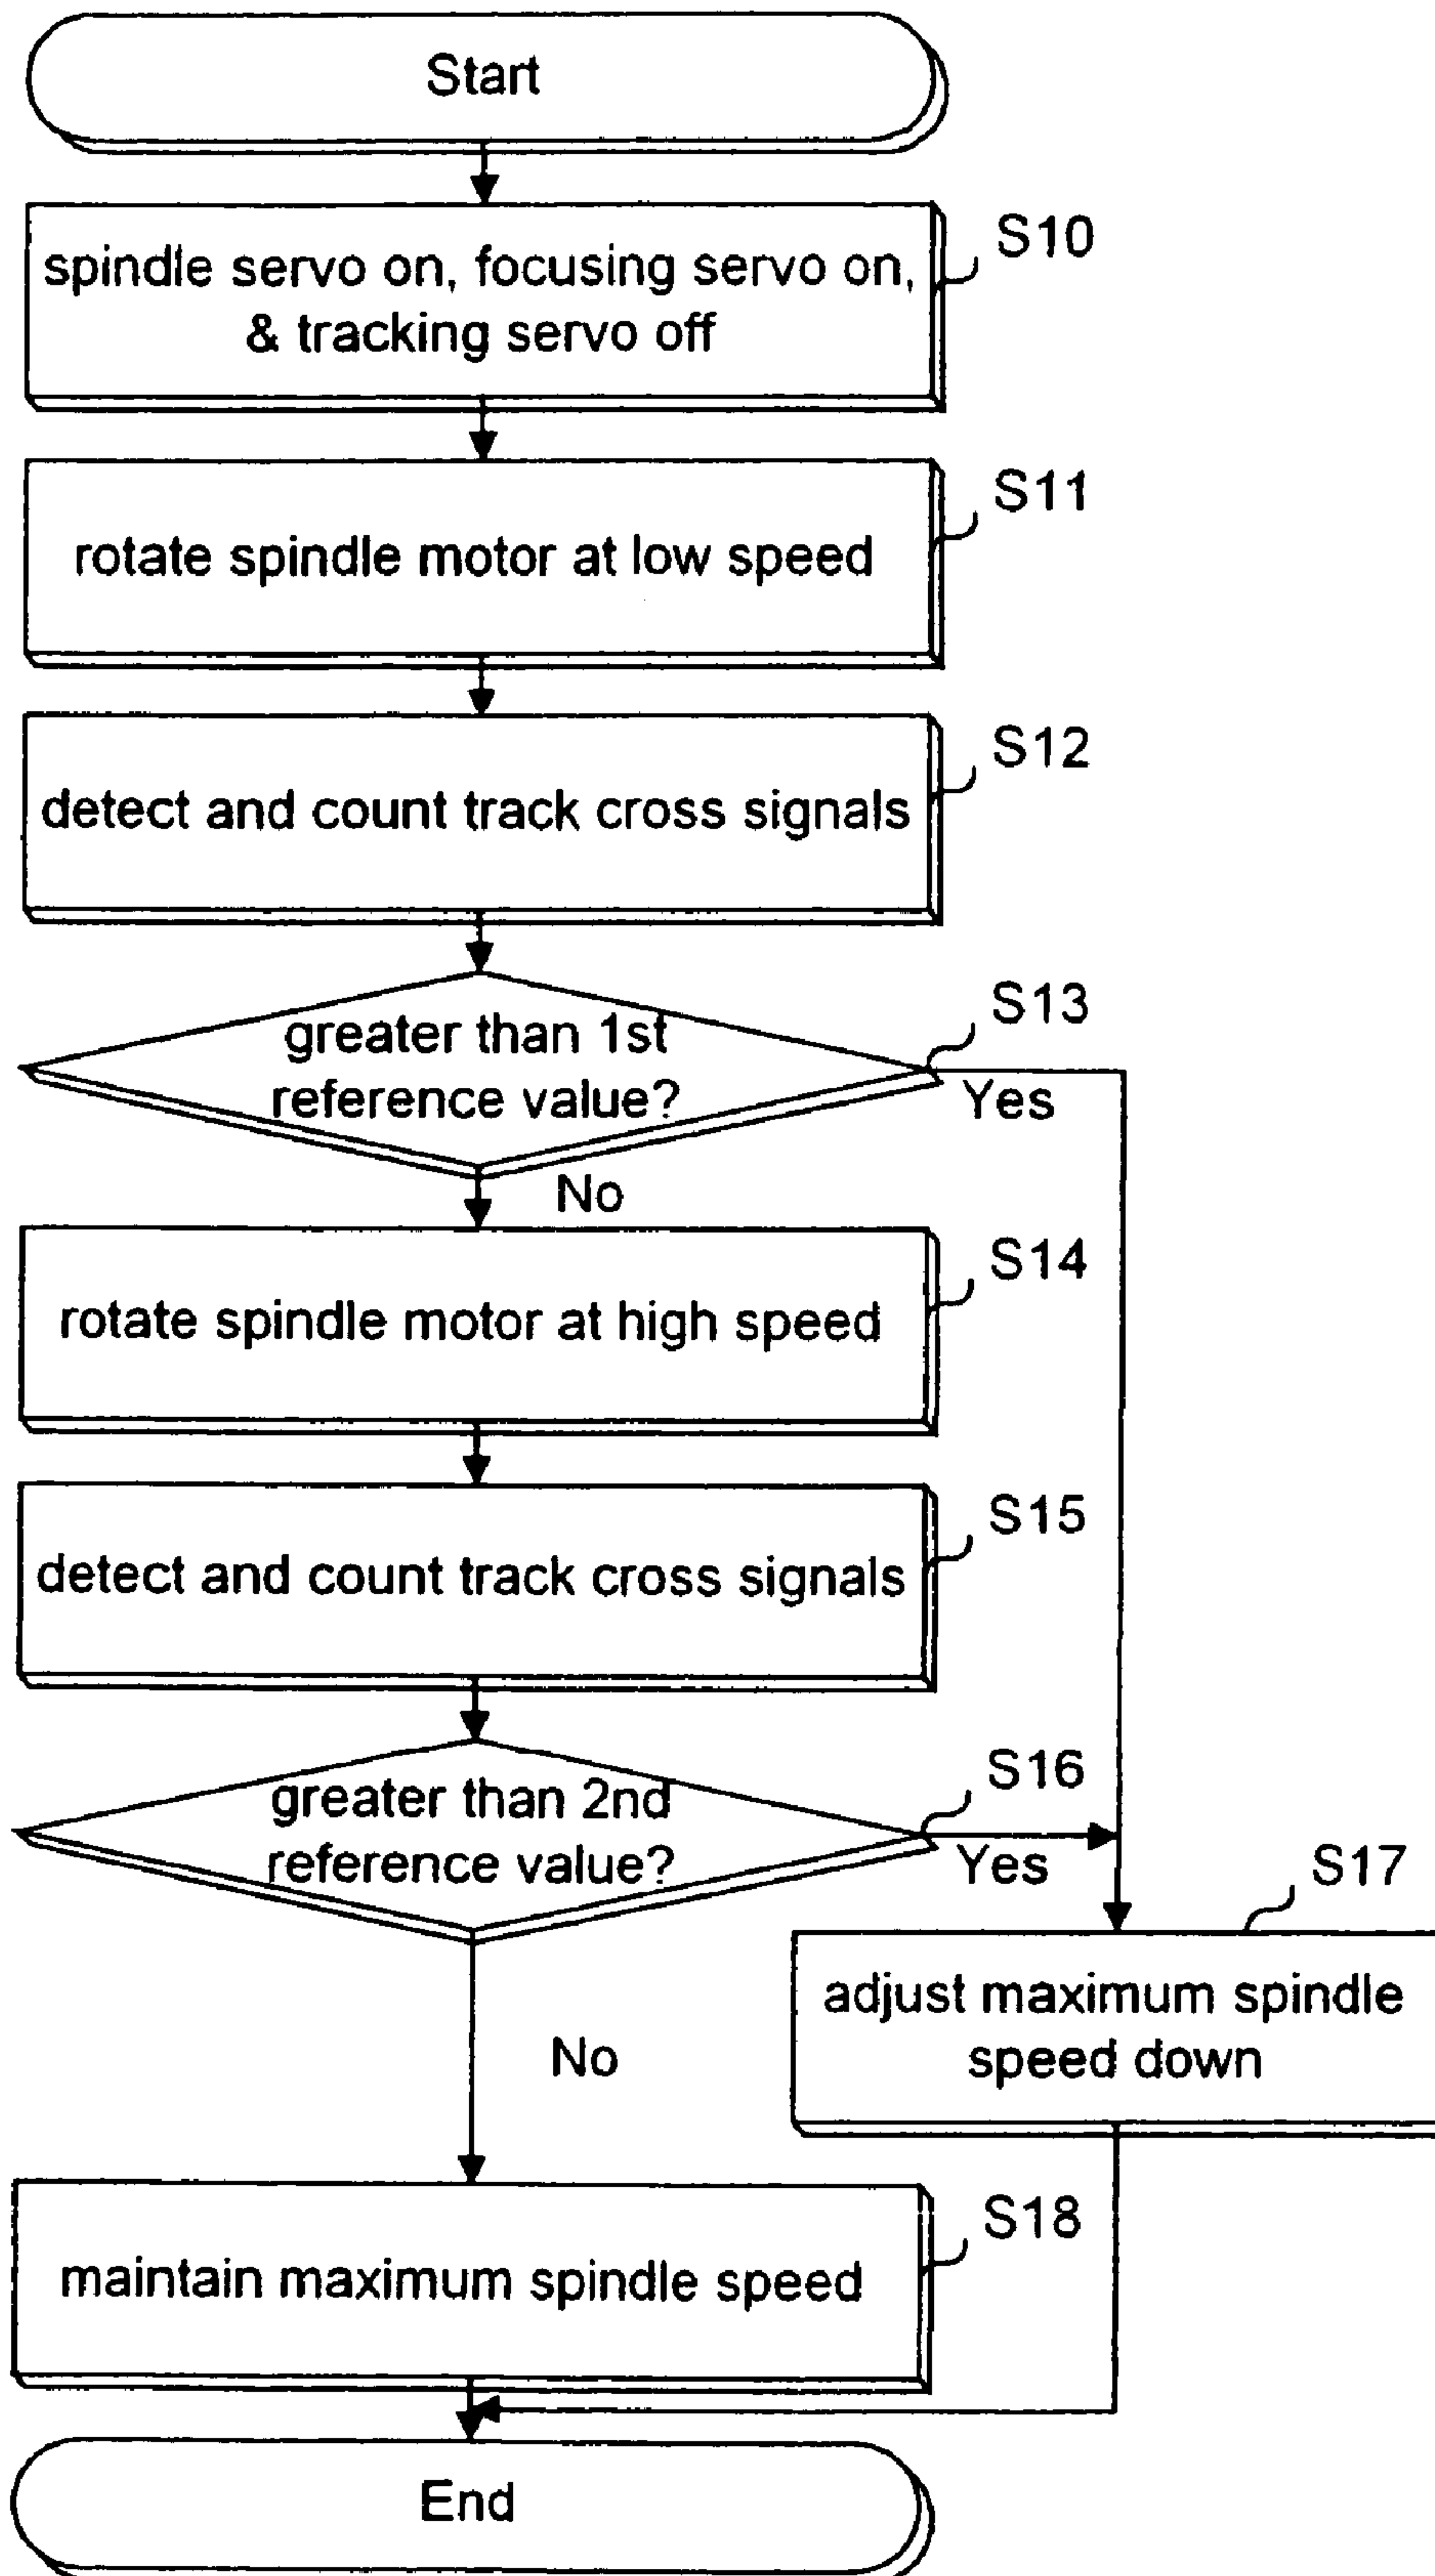 Start
S10
spindle servo on, focusing servo on,
& tracking servo off
S11
rotate spindle motor at low speed
S12
detect and count track cross signals
S13
greater than 1st
reference value?
Yes
No
S14
rotate spindle motor at high speed
S15
detect and count track cross signals
S16
greater than 2nd
reference value?
Yes
S17
adjust maximum spindle
speed down
No
S18
maintain maximum spindle speed
End